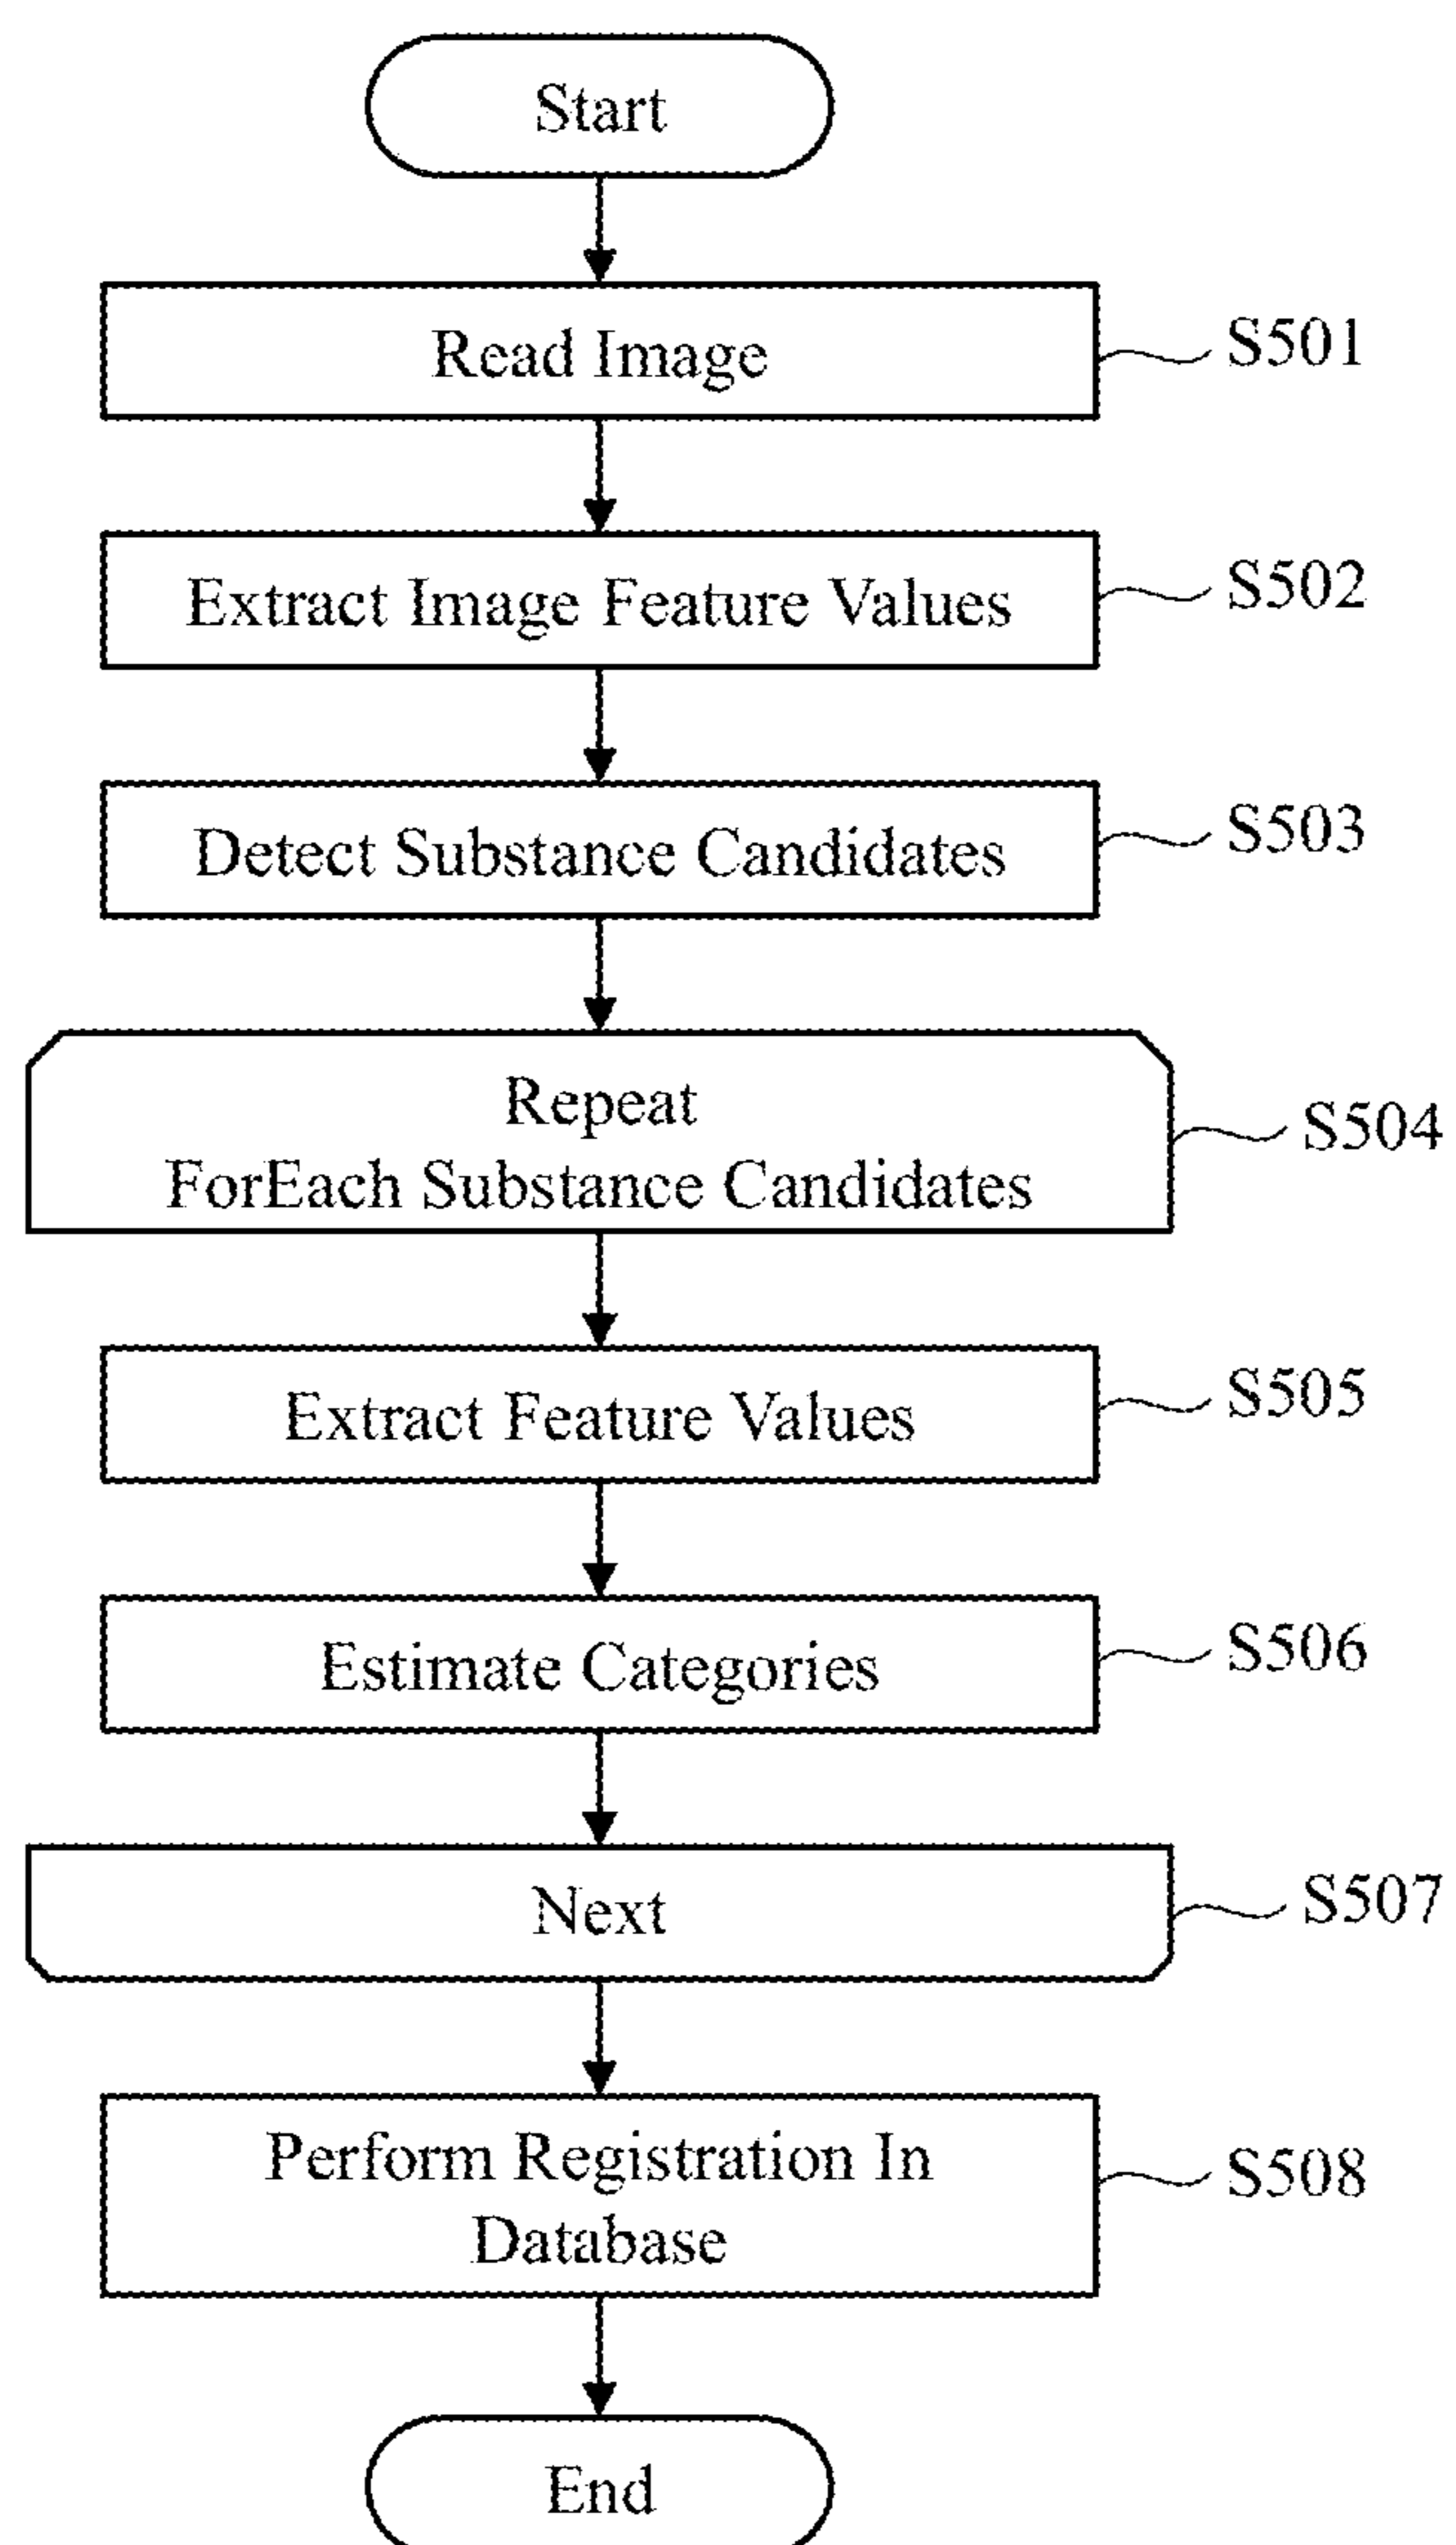 Start
Read Image
S501
Extract Image Feature Values
S502
Detect Substance Candidates
S503
Repeat
ForEach Substance Candidates
S504
Extract Feature Values
S505
Estimate Categories
S506
Next
S507
Perform Registration In
Database
S508
End